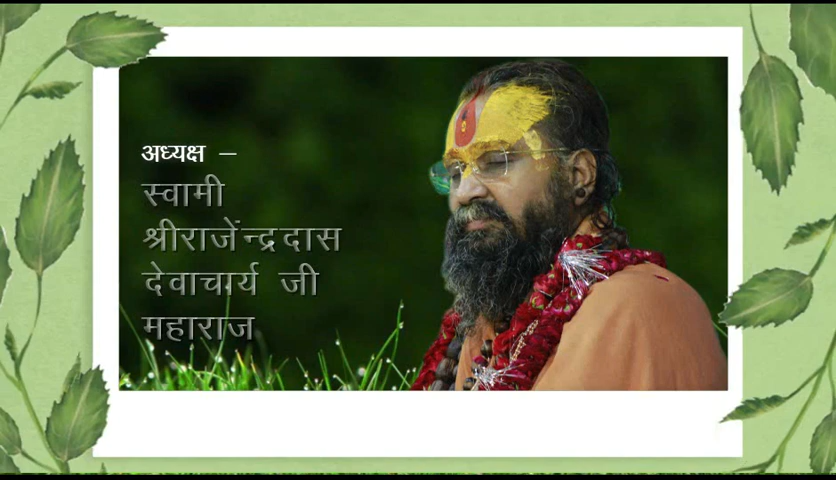 अध्यक्ष –
स्वामी
श्रीराजेंन्द्रदास
देवाचार्य जी
महाराज